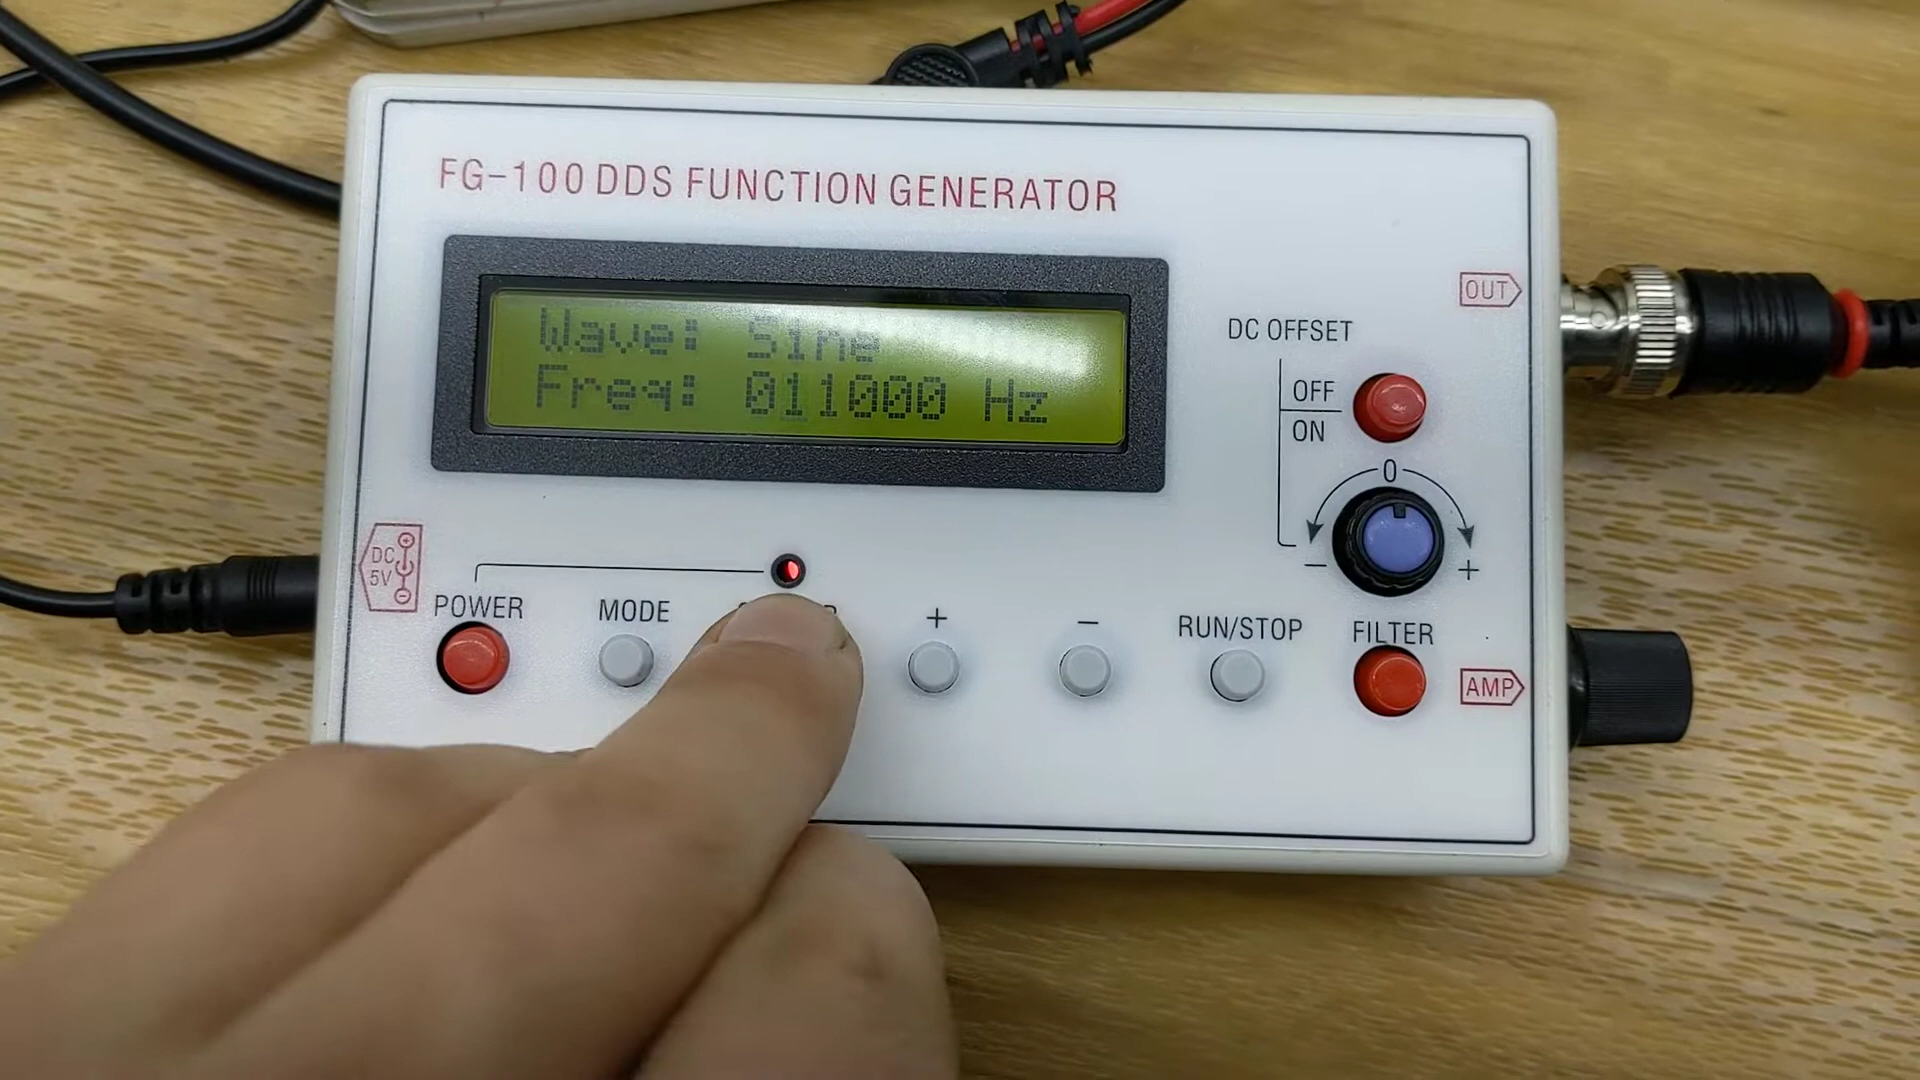 FG-100 DDS FUNCTION GENERATOR
Wave: Sine
Freq: 011000 Hz
OUT
DC OFFSET
OFF
ON
0
− +
DC
5V
POWER
MODE
+
−
RUN/STOP
FILTER
AMP